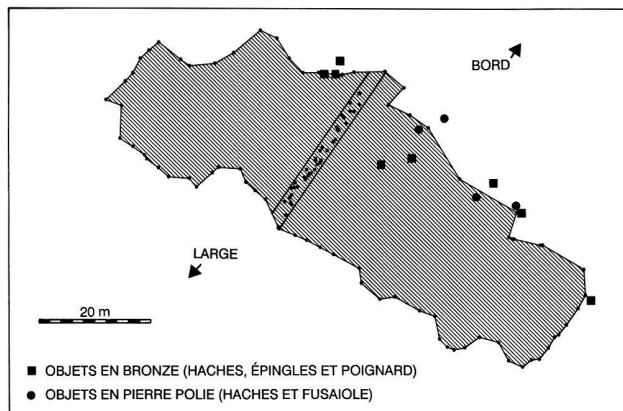 BORD
LARGE
20 m
OBJETS EN BRONZE (HACHES, ÉPINGLES ET POIGNARD)
OBJETS EN PIERRE POLIE (HACHES ET FUSAIOLE)